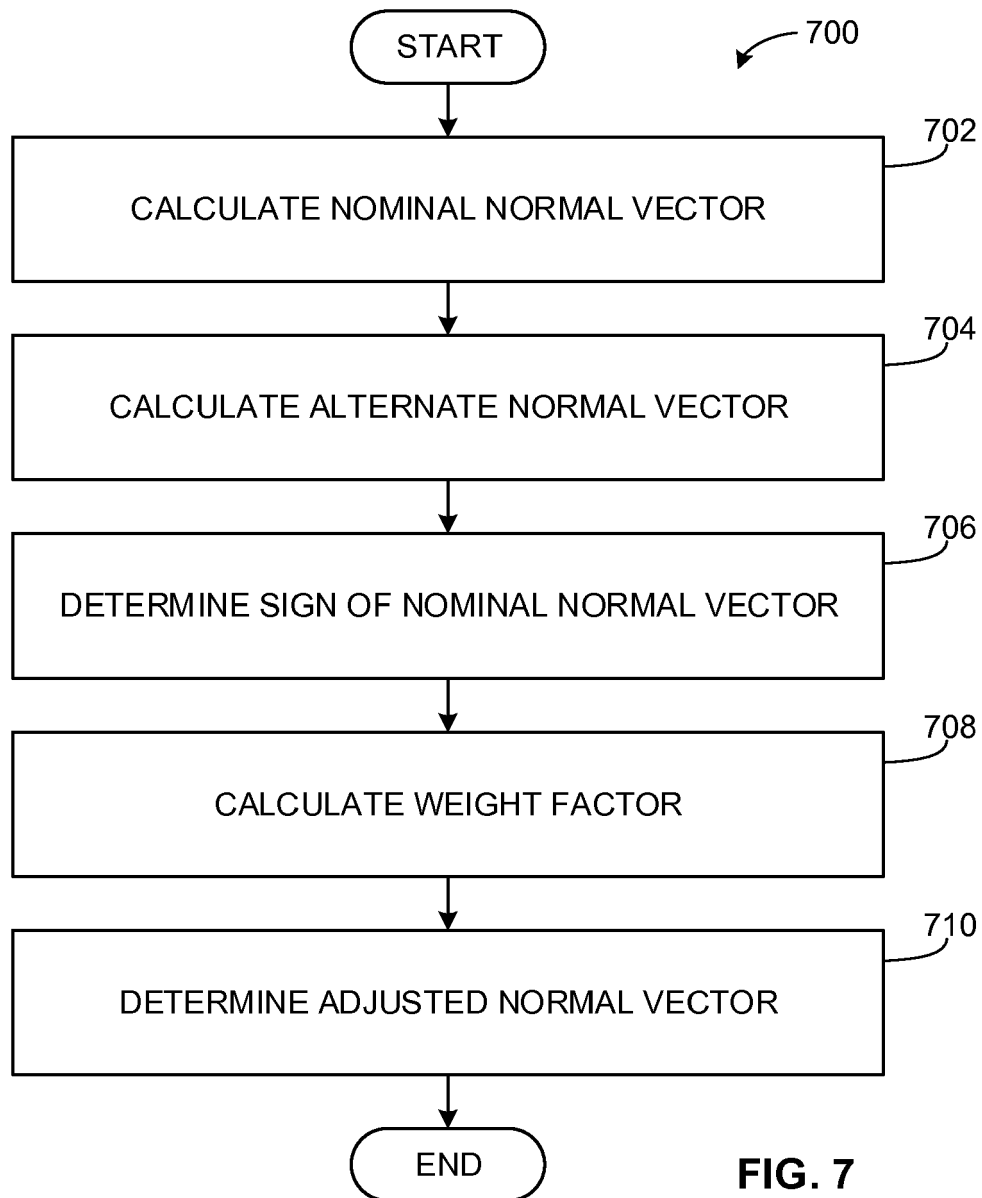 START
700
702
CALCULATE NOMINAL NORMAL VECTOR
704
CALCULATE ALTERNATE NORMAL VECTOR
706
DETERMINE SIGN OF NOMINAL NORMAL VECTOR
708
CALCULATE WEIGHT FACTOR
710
DETERMINE ADJUSTED NORMAL VECTOR
END
FIG. 7